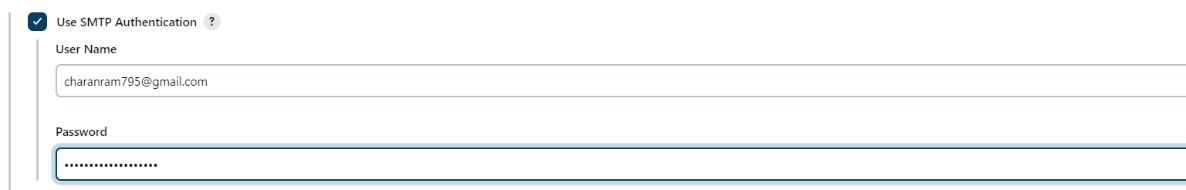 Use SMTP Authentication ?
User Name
charanram795@gmail.com
Password
•••••••••••••••••••